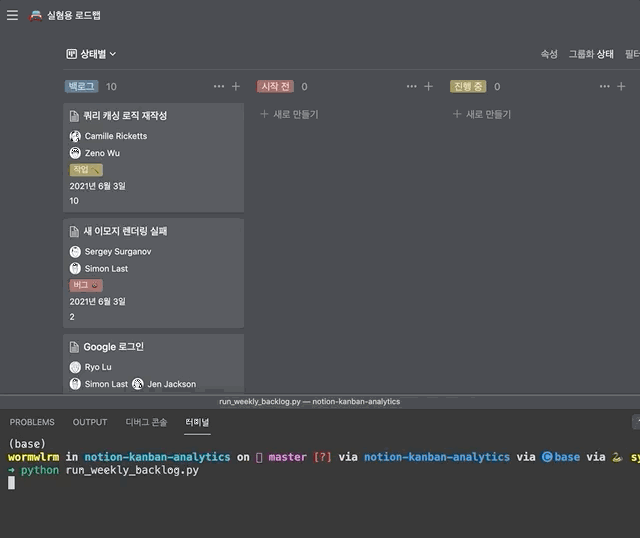 실험용 로드맵
상태별
속성 그룹화 상태 필터
백로그 10
시작 전 0
진행 중 0
쿼리 캐싱 로직 재작성
Camille Ricketts
Zeno Wu
작업
2021년 6월 3일
10
+ 새로 만들기
+ 새로 만들기
새 이모지 렌더링 실패
Sergey Surganov
Simon Last
버그
2021년 6월 3일
2
Google 로그인
Ryo Lu
Simon Last Jen Jackson
run_weekly_backlog.py — notion-kanban-analytics
PROBLEMS OUTPUT 디버그 콘솔 터미널
(base)
wormwlrm in notion-kanban-analytics on master [?] via notion-kanban-analytics via C base via sy
➜ python run_weekly_backlog.py